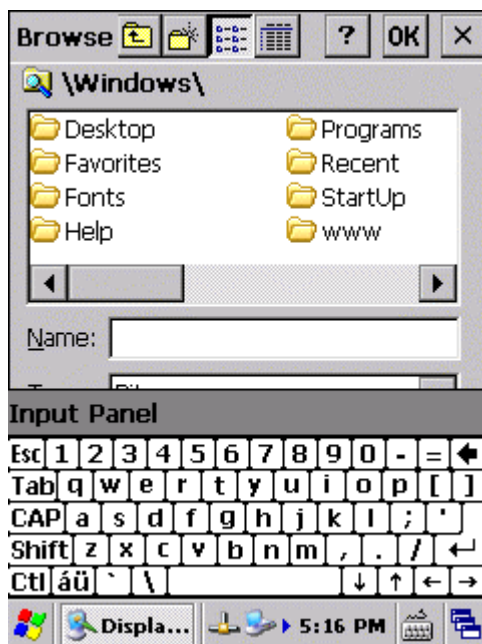 Browse ? OK ×
\Windows\
Desktop Programs
Favorites Recent
Fonts StartUp
Help www
Name:
Input Panel
Esc 1 2 3 4 5 6 7 8 9 0 - =
Tab q w e r t y u i o p [ ]
CAP a s d f g h j k l ; '
Shift z x c v b n m , . /
Ctl áü ` \ ↓ ↑ ← →
Displa... 5:16 PM